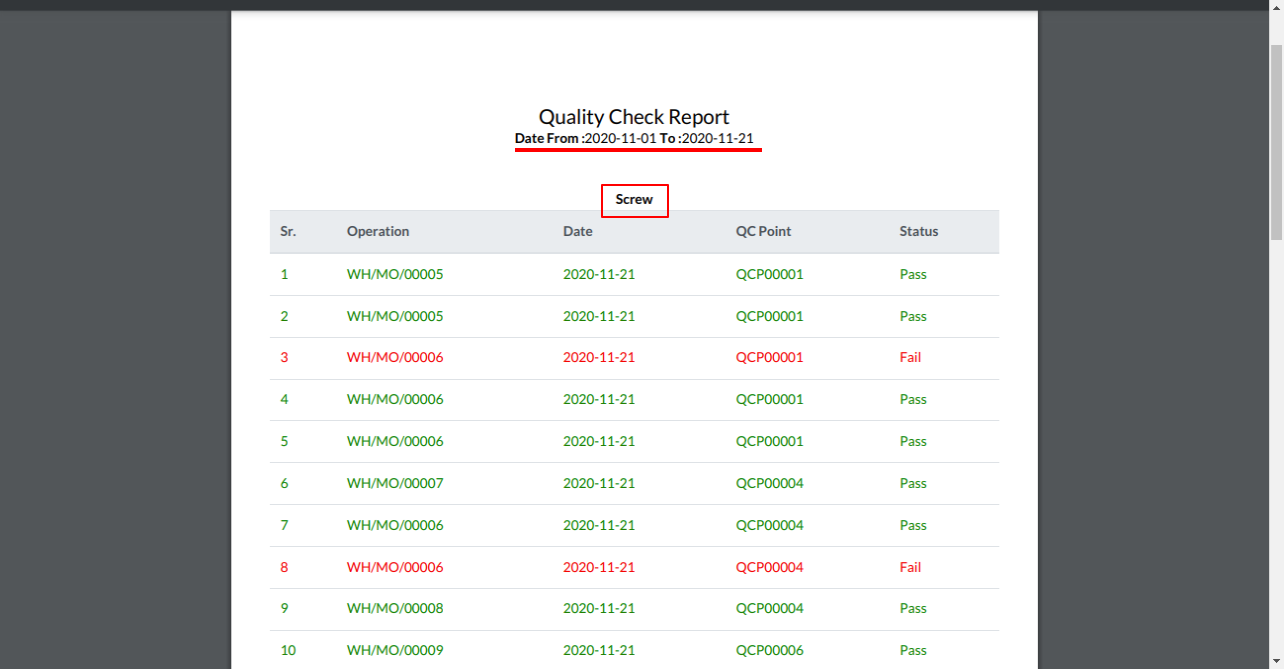 Quality Check Report
Date From :2020-11-01 To :2020-11-21
Screw
Sr. Operation Date QC Point Status
1 WH/MO/00005 2020-11-21 QCP00001 Pass
2 WH/MO/00005 2020-11-21 QCP00001 Pass
3 WH/MO/00006 2020-11-21 QCP00001 Fail
4 WH/MO/00006 2020-11-21 QCP00001 Pass
5 WH/MO/00006 2020-11-21 QCP00001 Pass
6 WH/MO/00007 2020-11-21 QCP00004 Pass
7 WH/MO/00006 2020-11-21 QCP00004 Pass
8 WH/MO/00006 2020-11-21 QCP00004 Fail
9 WH/MO/00008 2020-11-21 QCP00004 Pass
10 WH/MO/00009 2020-11-21 QCP00006 Pass